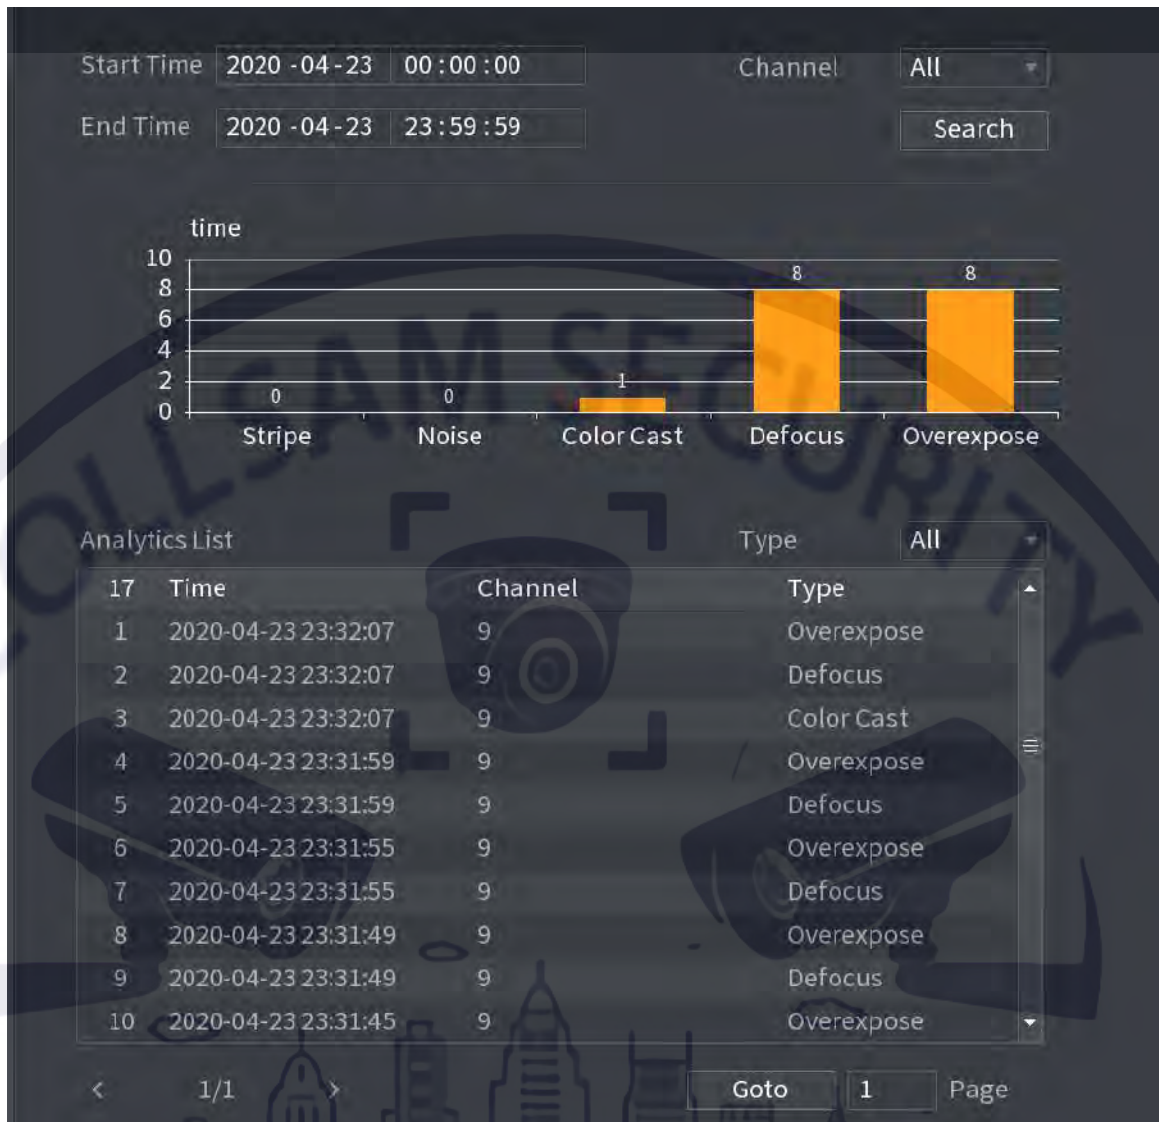 Start Time 2020 -04 -23 00 : 00 : 00 Channel All
End Time 2020 -04 -23 23 : 59 : 59 Search
time
10
8 8 8
6
4
2 1
0 0 0
Stripe Noise Color Cast Defocus Overexpose
COLLSAM SECURITY
Analytics List Type All
17 Time Channel Type
1 2020-04-23 23:32:07 9 Overexpose
2 2020-04-23 23:32:07 9 Defocus
3 2020-04-23 23:32:07 9 Color Cast
4 2020-04-23 23:31:59 9 Overexpose
5 2020-04-23 23:31:59 9 Defocus
6 2020-04-23 23:31:55 9 Overexpose
7 2020-04-23 23:31:55 9 Defocus
8 2020-04-23 23:31:49 9 Overexpose
9 2020-04-23 23:31:49 9 Defocus
10 2020-04-23 23:31:45 9 Overexpose
< 1/1 > Goto 1 Page